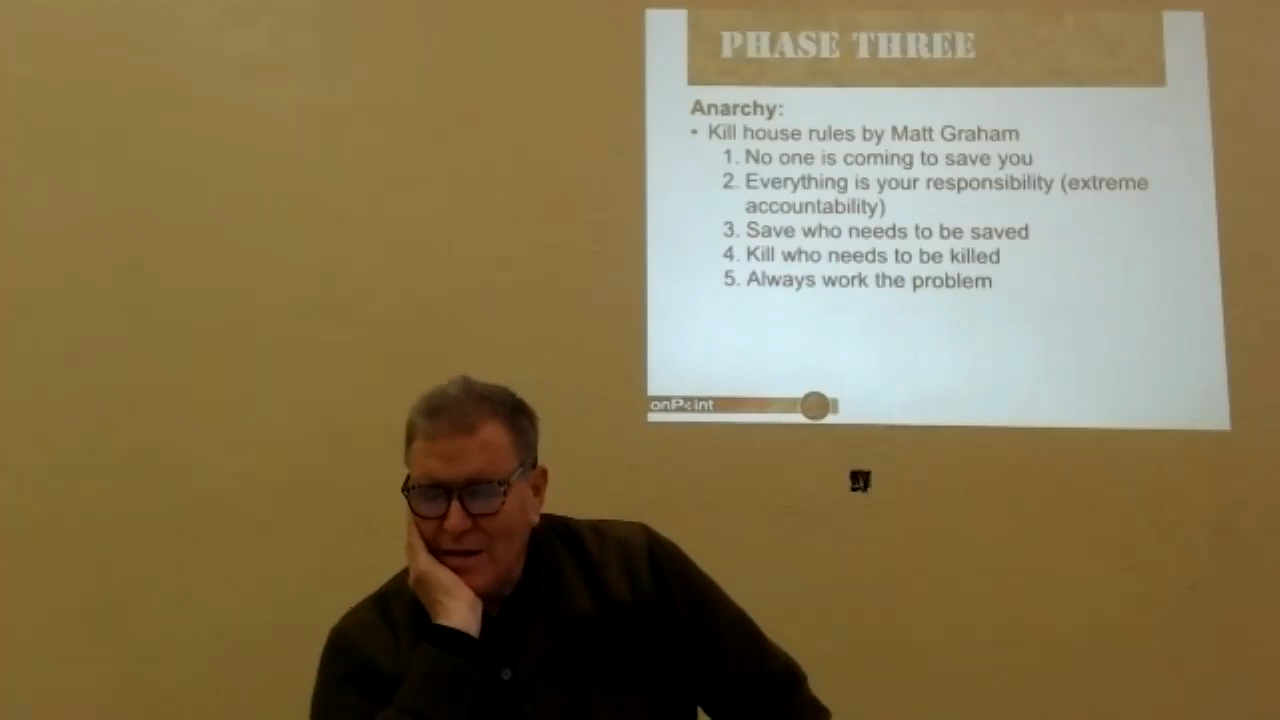 PHASE THREE
Anarchy:
• Kill house rules by Matt Graham
1. No one is coming to save you
2. Everything is your responsibility (extreme
accountability)
3. Save who needs to be saved
4. Kill who needs to be killed
5. Always work the problem
onPoint